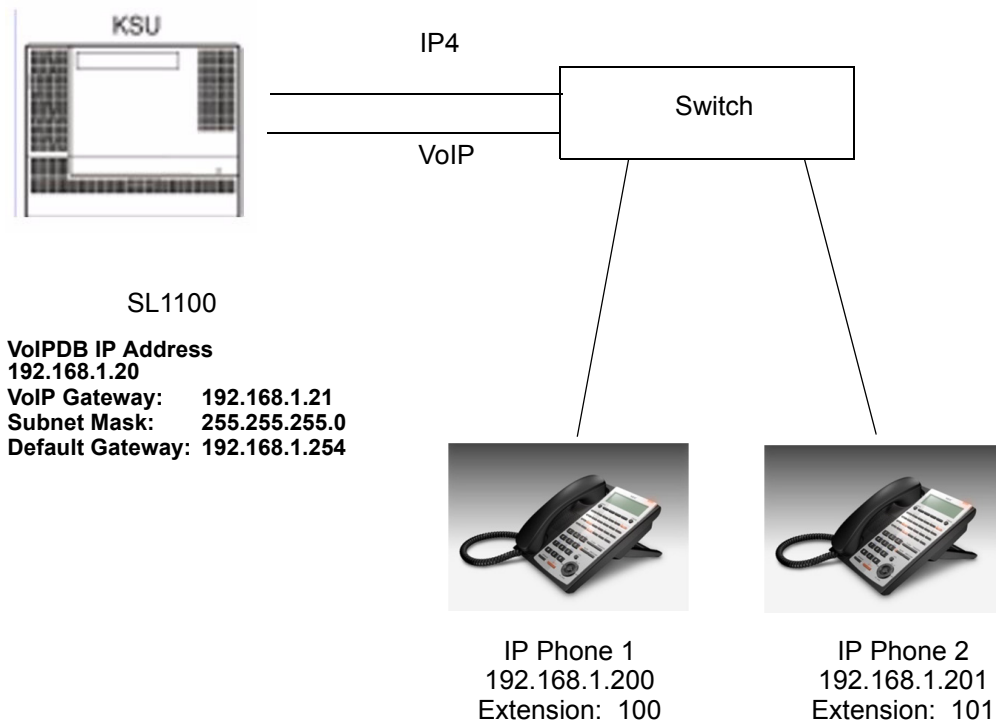 KSU
IP4
Switch
VoIP
SL1100
VoIPDB IP Address
192.168.1.20
VoIP Gateway: 192.168.1.21
Subnet Mask: 255.255.255.0
Default Gateway: 192.168.1.254
IP Phone 1
192.168.1.200
Extension: 100
IP Phone 2
192.168.1.201
Extension: 101